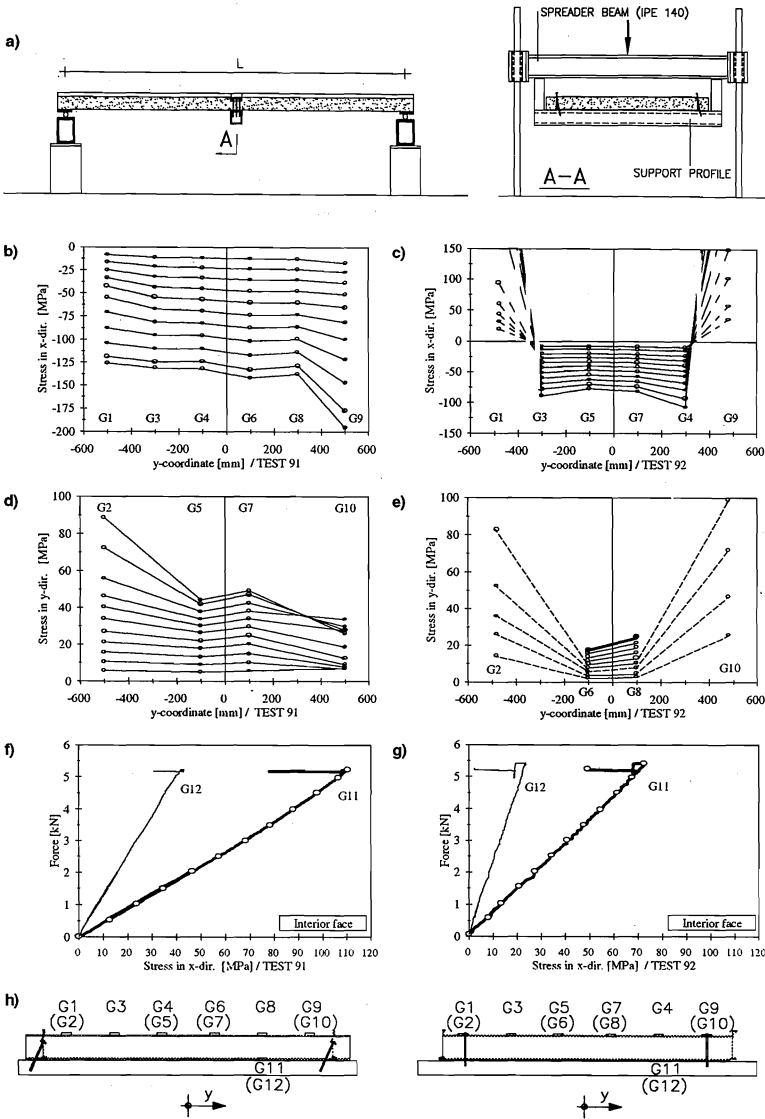 a)
L
A
SPREADER BEAM (IPE 140)
SUPPORT PROFILE
A-A
b)
Stress in x-dir. [MPa]
0
-25
-50
-75
-100
-125
-150
-175
-200
G1 G3 G4 G6 G8 G9
-600 -400 -200 0 200 400 600
y-coordinate [mm] / TEST 91
c)
Stress in x-dir. [MPa]
150
100
50
0
-50
-100
-150
G1 G3 G5 G7 G4 G9
-600 -400 -200 0 200 400 600
y-coordinate [mm] / TEST 92
d)
Stress in y-dir. [MPa]
100
80
60
40
20
0
G2 G5 G7 G10
-600 -400 -200 0 200 400 600
y-coordinate [mm] / TEST 91
e)
Stress in y-dir. [MPa]
100
80
60
40
20
0
G2 G6 G8 G10
-600 -400 -200 0 200 400 600
y-coordinate [mm] / TEST 92
f)
Force [kN]
6
5
4
3
2
1
0
G12
G11
Interior face
0 10 20 30 40 50 60 70 80 90 100 110 120
Stress in x-dir. [MPa] / TEST 91
g)
Force [kN]
6
5
4
3
2
1
0
G12
G11
Interior face
0 10 20 30 40 50 60 70 80 90 100 110 120
Stress in x-dir. [MPa] / TEST 92
h)
G1 G3 G4 G6 G8 G9
(G2) (G5) (G7) (G10)
G11
(G12)
y
G1 G3 G5 G7 G4 G9
(G2) (G6) (G8) (G10)
G11
(G12)
y